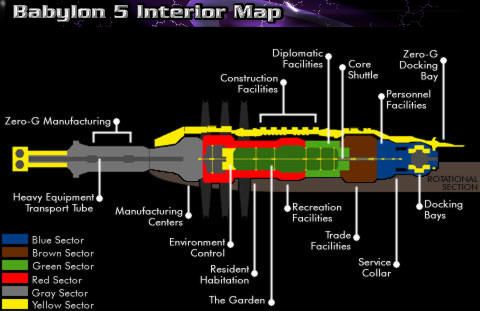 Babylon 5 Interior Map
Diplomatic
Facilities
Zero-G
Docking
Bay
Core
Shuttle
Construction
Facilities
Personnel
Facilities
Zero-G Manufacturing
ROTATIONAL
SECTION
Heavy Equipment
Transport Tube
Manufacturing
Centers
Recreation
Facilities
Docking
Bays
Environment
Control
Trade
Facilities
Resident
Habitation
Service
Collar
The Garden
Blue Sector
Brown Sector
Green Sector
Red Sector
Gray Sector
Yellow Sector